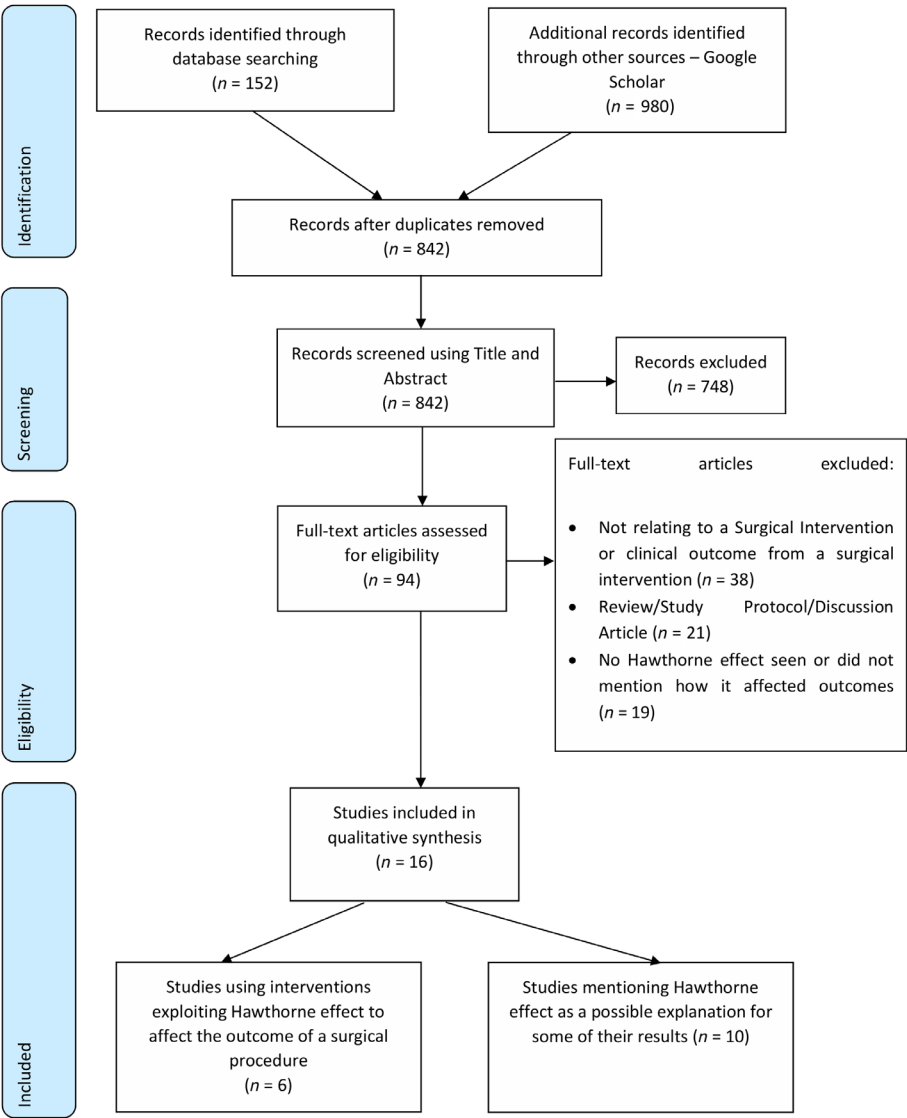 Identification
Records identified through
database searching
(n = 152)
Additional records identified
through other sources – Google
Scholar
(n = 980)
Records after duplicates removed
(n = 842)
Screening
Records screened using Title and
Abstract
(n = 842)
Records excluded
(n = 748)
Eligibility
Full-text articles assessed
for eligibility
(n = 94)
Full-text articles excluded:
• Not relating to a Surgical Intervention
or clinical outcome from a surgical
intervention (n = 38)
• Review/Study Protocol/Discussion
Article (n = 21)
• No Hawthorne effect seen or did not
mention how it affected outcomes
(n = 19)
Included
Studies included in
qualitative synthesis
(n = 16)
Studies using interventions
exploiting Hawthorne effect to
affect the outcome of a surgical
procedure
(n = 6)
Studies mentioning Hawthorne
effect as a possible explanation for
some of their results (n = 10)